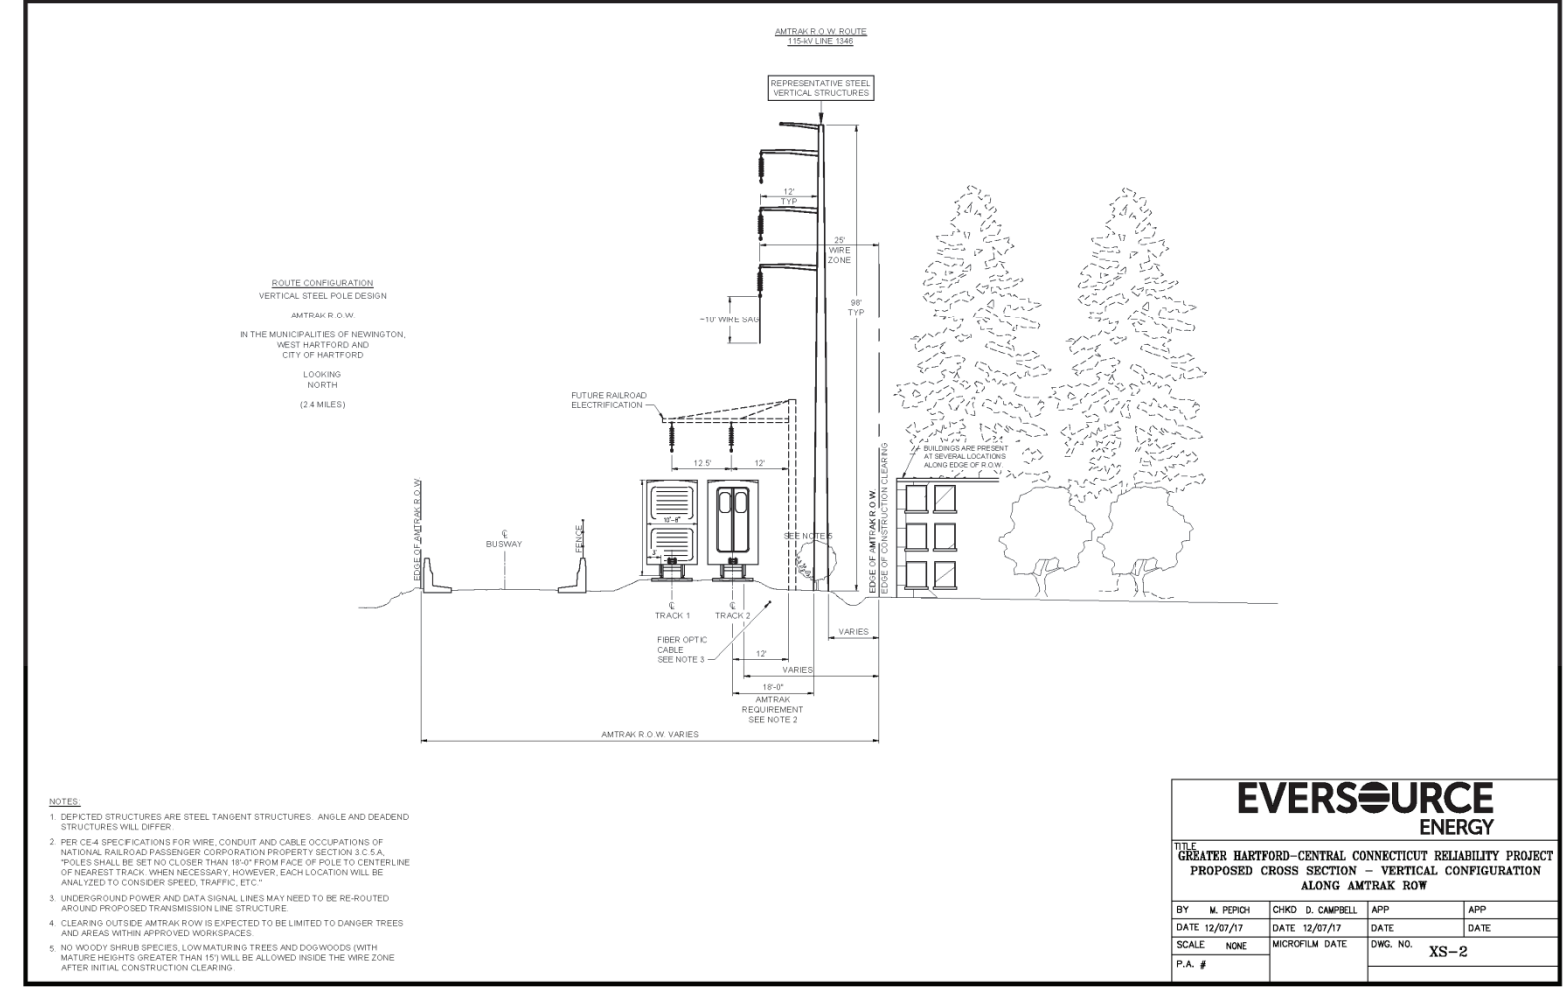 AMTRAK R.O.W. ROUTE
115-kV LINE 1346
REPRESENTATIVE STEEL
VERTICAL STRUCTURES
12'
TYP
25'
WIRE
ZONE
98'
TYP
~10' WIRE SAG
ROUTE CONFIGURATION
VERTICAL STEEL POLE DESIGN
AMTRAK R.O.W.
IN THE MUNICIPALITIES OF NEWINGTON,
WEST HARTFORD AND
CITY OF HARTFORD
LOOKING
NORTH
(2.4 MILES)
FUTURE RAILROAD
ELECTRIFICATION
12.5'
12'
BUILDINGS ARE PRESENT
AT SEVERAL LOCATIONS
ALONG EDGE OF R.O.W.
EDGE OF AMTRAK R.O.W
BUSWAY
FENCE
10'-8"
3'
SEE NOTE 5
EDGE OF AMTRAK R.O.W.
EDGE OF CONSTRUCTION CLEARING
TRACK 1
TRACK 2
FIBER OPTIC
CABLE
SEE NOTE 3
VARIES
12'
VARIES
18'-0"
AMTRAK
REQUIREMENT
SEE NOTE 2
AMTRAK R.O.W. VARIES
NOTES:
1. DEPICTED STRUCTURES ARE STEEL TANGENT STRUCTURES. ANGLE AND DEADEND
STRUCTURES WILL DIFFER.
2. PER CE-4 SPECIFICATIONS FOR WIRE, CONDUIT AND CABLE OCCUPATIONS OF
NATIONAL RAILROAD PASSENGER CORPORATION PROPERTY SECTION 3.C.5.A,
"POLES SHALL BE SET NO CLOSER THAN 18'-0" FROM FACE OF POLE TO CENTERLINE
OF NEAREST TRACK. WHEN NECESSARY, HOWEVER, EACH LOCATION WILL BE
ANALYZED TO CONSIDER SPEED, TRAFFIC, ETC."
3. UNDERGROUND POWER AND DATA SIGNAL LINES MAY NEED TO BE RE-ROUTED
AROUND PROPOSED TRANSMISSION LINE STRUCTURE.
4. CLEARING OUTSIDE AMTRAK ROW IS EXPECTED TO BE LIMITED TO DANGER TREES
AND AREAS WITHIN APPROVED WORKSPACES.
5. NO WOODY SHRUB SPECIES, LOW MATURING TREES AND DOGWOODS (WITH
MATURE HEIGHTS GREATER THAN 15') WILL BE ALLOWED INSIDE THE WIRE ZONE
AFTER INITIAL CONSTRUCTION CLEARING.
EVERSOURCE
ENERGY
TITLE
GREATER HARTFORD-CENTRAL CONNECTICUT RELIABILITY PROJECT
PROPOSED CROSS SECTION - VERTICAL CONFIGURATION
ALONG AMTRAK ROW
BY M. PEPICH CHKD D. CAMPBELL APP APP
DATE 12/07/17 DATE 12/07/17 DATE DATE
SCALE NONE MICROFILM DATE DWG. NO. XS-2
P.A. #